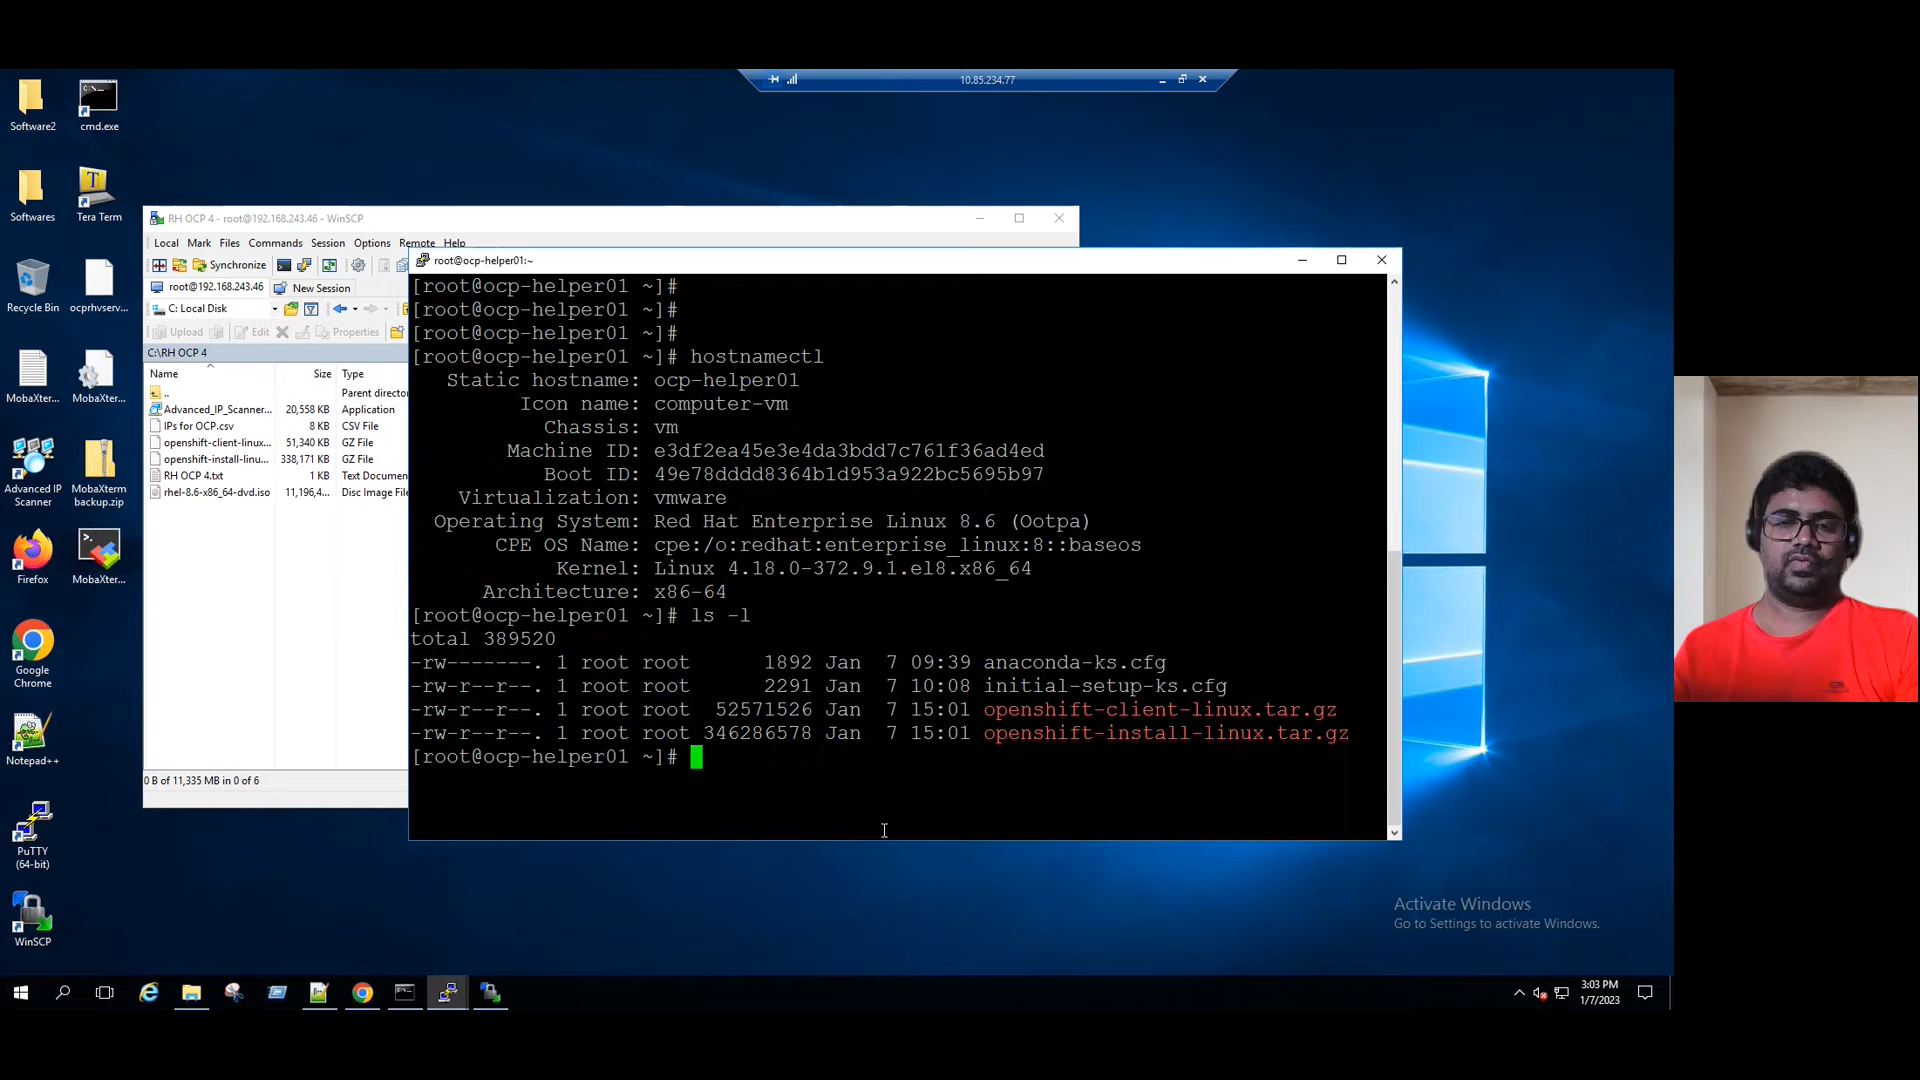 10.85.234.77
Software2
cmd.exe
Softwares
Tera Term
Recycle Bin
ocprhvserv...
MobaXter...
MobaXter...
Advanced IP
Scanner
MobaXterm
backup.zip
Firefox
MobaXter...
Google
Chrome
Notepad++
PuTTY
(64-bit)
WinSCP
RH OCP 4 - root@192.168.243.46 - WinSCP
Local Mark Files Commands Session Options Remote Help
Synchronize
root@192.168.243.46 New Session
C: Local Disk
Upload Edit Properties
C:\RH OCP 4
Name Size Type
.. Parent directo
Advanced_IP_Scanner... 20,558 KB Application
IPs for OCP.csv 8 KB CSV File
openshift-client-linux... 51,340 KB GZ File
openshift-install-linu... 338,171 KB GZ File
RH OCP 4.txt 1 KB Text Documen
rhel-8.6-x86_64-dvd.iso 11,196,4... Disc Image File
0 B of 11,335 MB in 0 of 6
root@ocp-helper01:~
[root@ocp-helper01 ~]#
[root@ocp-helper01 ~]#
[root@ocp-helper01 ~]#
[root@ocp-helper01 ~]# hostnamectl
Static hostname: ocp-helper01
Icon name: computer-vm
Chassis: vm
Machine ID: e3df2ea45e3e4da3bdd7c761f36ad4ed
Boot ID: 49e78dddd8364b1d953a922bc5695b97
Virtualization: vmware
Operating System: Red Hat Enterprise Linux 8.6 (Ootpa)
CPE OS Name: cpe:/o:redhat:enterprise_linux:8::baseos
Kernel: Linux 4.18.0-372.9.1.el8.x86_64
Architecture: x86-64
[root@ocp-helper01 ~]# ls -l
total 389520
-rw-------. 1 root root 1892 Jan 7 09:39 anaconda-ks.cfg
-rw-r--r--. 1 root root 2291 Jan 7 10:08 initial-setup-ks.cfg
-rw-r--r--. 1 root root 52571526 Jan 7 15:01 openshift-client-linux.tar.gz
-rw-r--r--. 1 root root 346286578 Jan 7 15:01 openshift-install-linux.tar.gz
[root@ocp-helper01 ~]#
Activate Windows
Go to Settings to activate Windows.
3:03 PM
1/7/2023